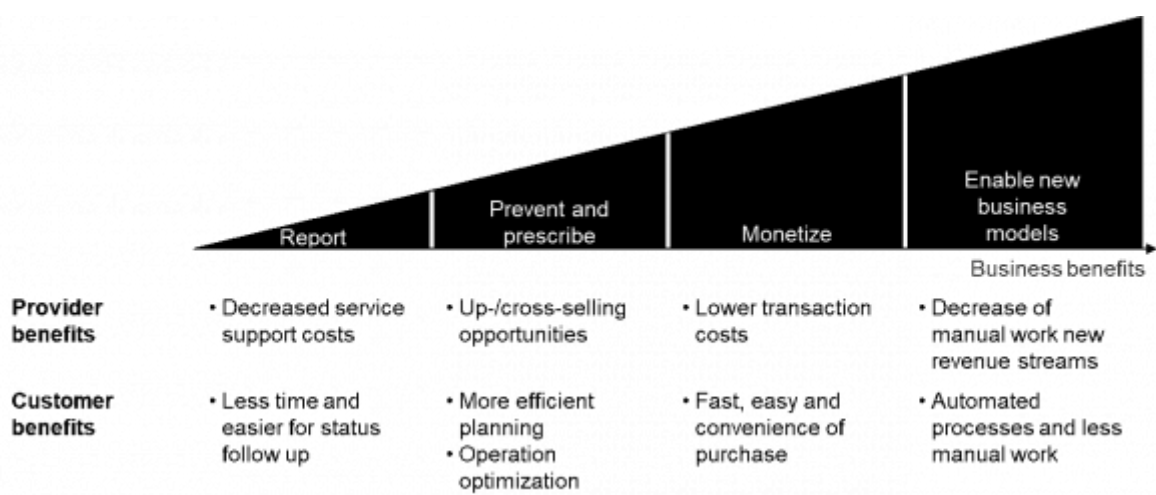 Report
Prevent and
prescribe
Monetize
Enable new
business
models
Business benefits
Provider
benefits
• Decreased service
support costs
• Up-/cross-selling
opportunities
• Lower transaction
costs
• Decrease of
manual work new
revenue streams
Customer
benefits
• Less time and
easier for status
follow up
• More efficient
planning
• Operation
optimization
• Fast, easy and
convenience of
purchase
• Automated
processes and less
manual work